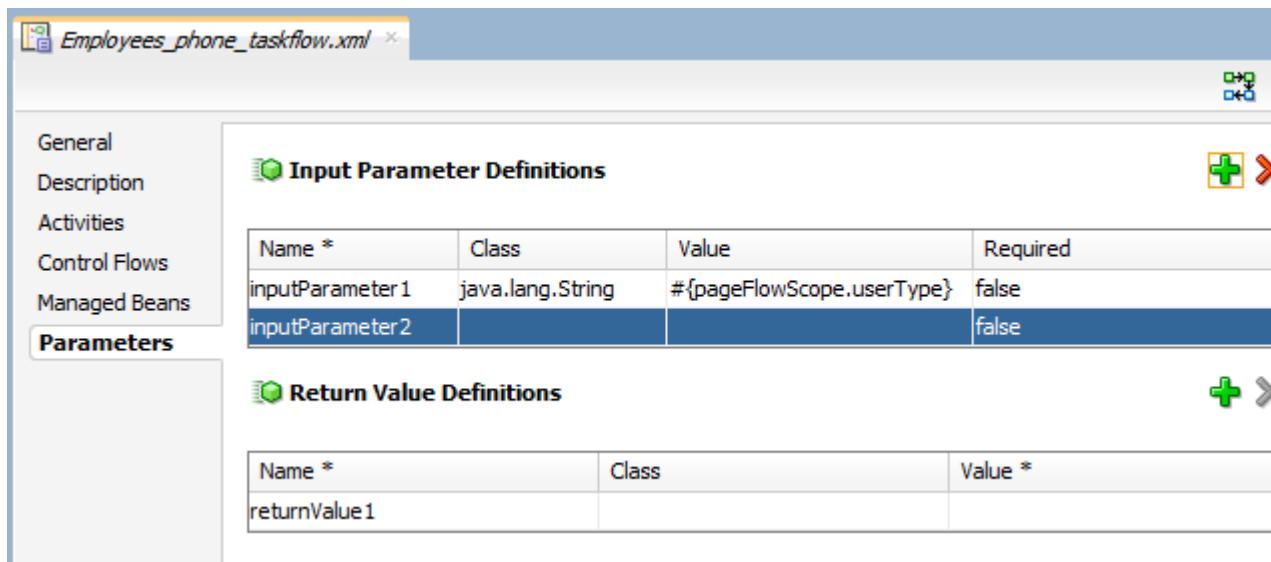 Employees_phone_taskflow.xml
General
Description
Activities
Control Flows
Managed Beans
Parameters
Input Parameter Definitions
Name * Class Value Required
inputParameter1 java.lang.String #{pageFlowScope.userType} false
inputParameter2 false
Return Value Definitions
Name * Class Value *
returnValue1